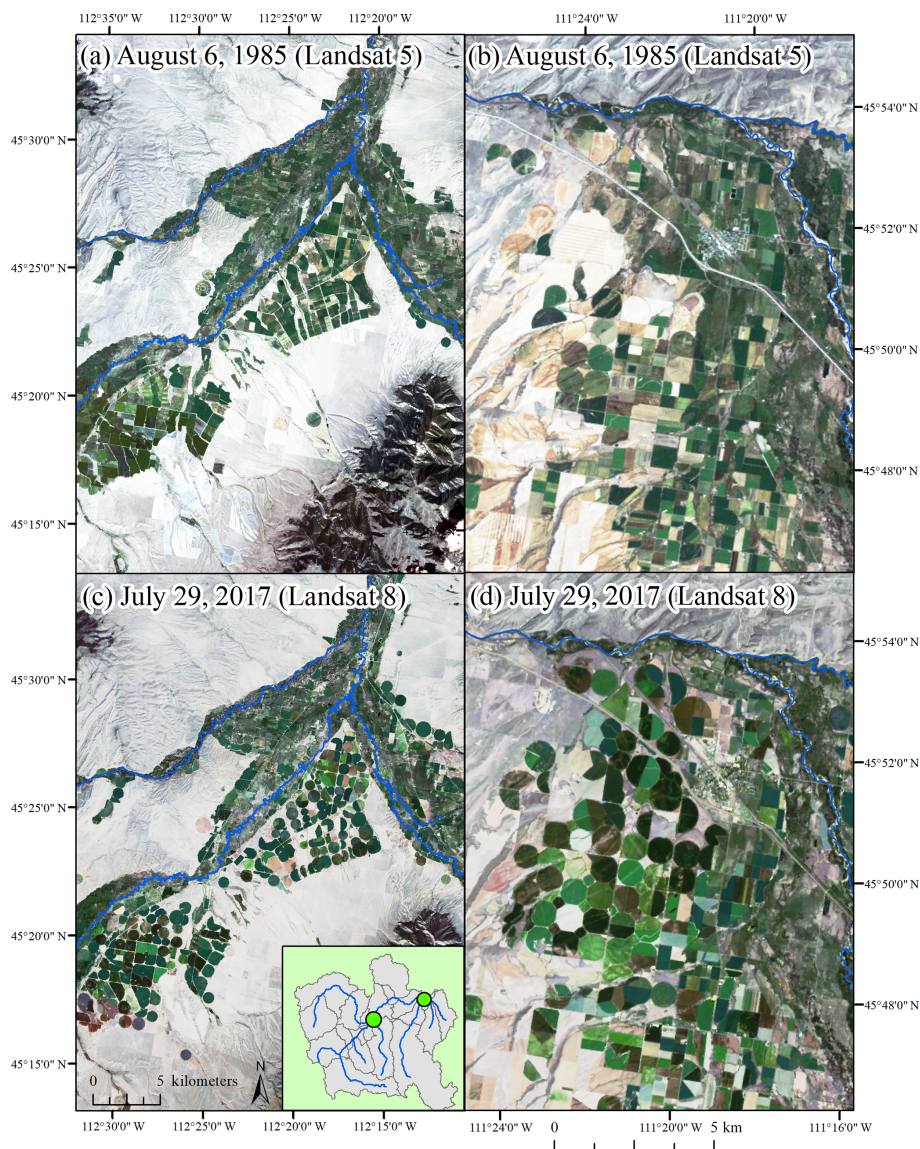 112°35'0" W 112°30'0" W 112°25'0" W 112°20'0" W 111°24'0" W 111°20'0" W
(a) August 6, 1985 (Landsat 5)
(b) August 6, 1985 (Landsat 5)
45°30'0" N
45°25'0" N
45°20'0" N
45°15'0" N
45°54'0" N
45°52'0" N
45°50'0" N
45°48'0" N
(c) July 29, 2017 (Landsat 8)
(d) July 29, 2017 (Landsat 8)
45°30'0" N
45°25'0" N
45°20'0" N
45°15'0" N
45°54'0" N
45°52'0" N
45°50'0" N
45°48'0" N
0 5 kilometers
N
112°30'0" W 112°25'0" W 112°20'0" W 112°15'0" W 111°24'0" W 111°20'0" W 111°16'0" W
0 5 km